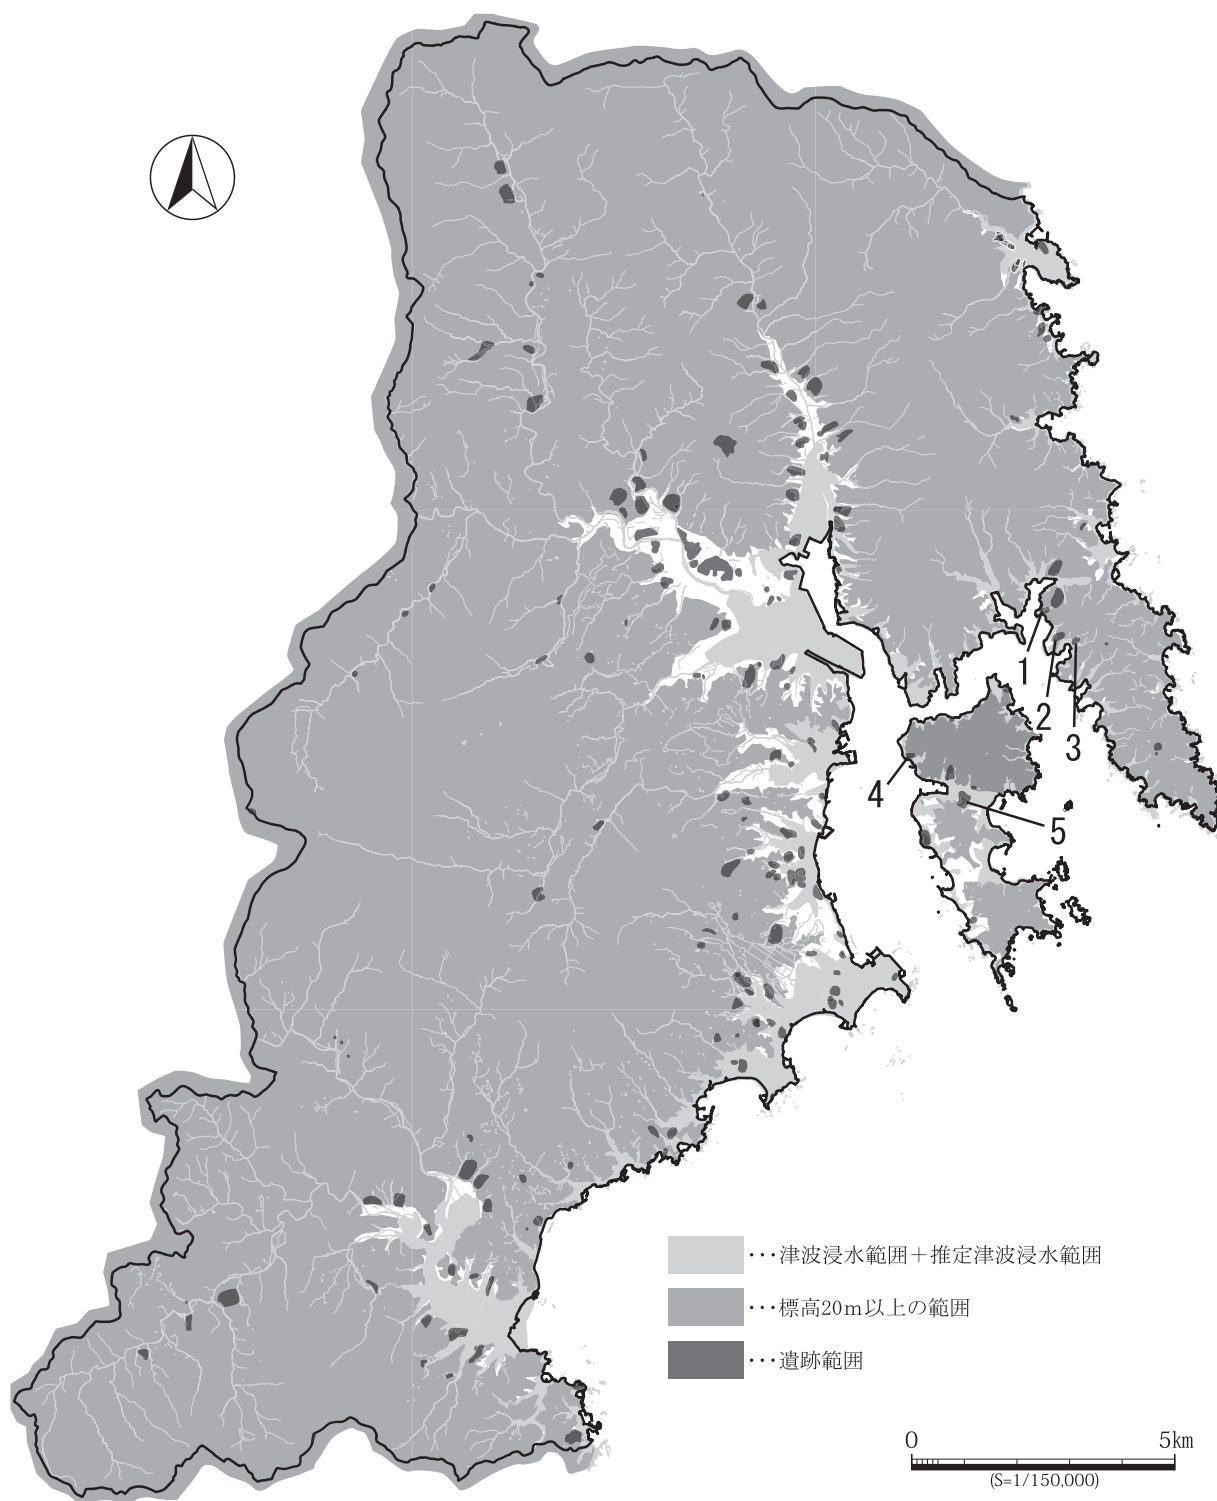 1
2
3
4
5
・・・津波浸水範囲＋推定津波浸水範囲
・・・標高20ｍ以上の範囲
・・・遺跡範囲
0 5km
(S=1/150,000)